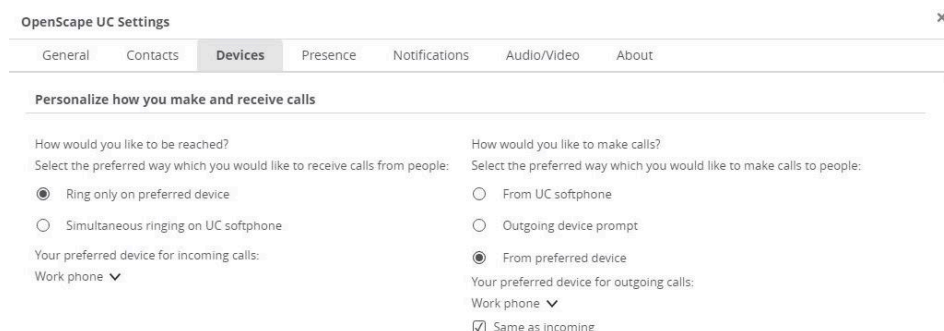 OpenScape UC Settings
General Contacts Devices Presence Notifications Audio/Video About
Personalize how you make and receive calls
How would you like to be reached?
Select the preferred way which you would like to receive calls from people:
Ring only on preferred device
Simultaneous ringing on UC softphone
Your preferred device for incoming calls:
Work phone
How would you like to make calls?
Select the preferred way which you would like to make calls to people:
From UC softphone
Outgoing device prompt
From preferred device
Your preferred device for outgoing calls:
Work phone
Same as incoming